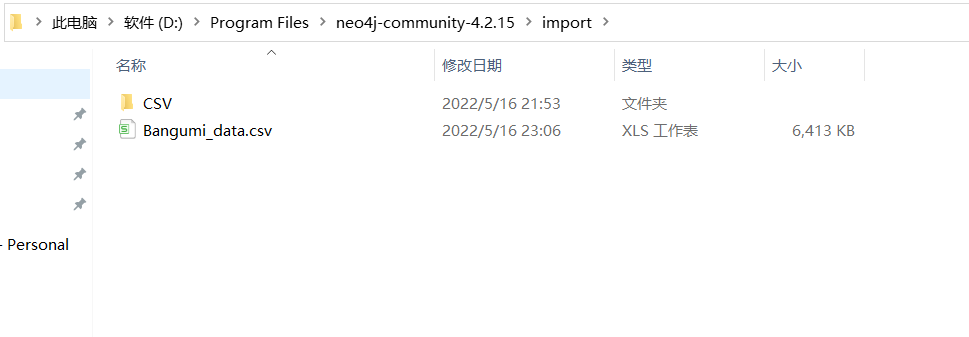 此电脑 > 软件 (D:) > Program Files > neo4j-community-4.2.15 > import >
名称 修改日期 类型 大小
CSV 2022/5/16 21:53 文件夹
Bangumi_data.csv 2022/5/16 23:06 XLS 工作表 6,413 KB
- Personal